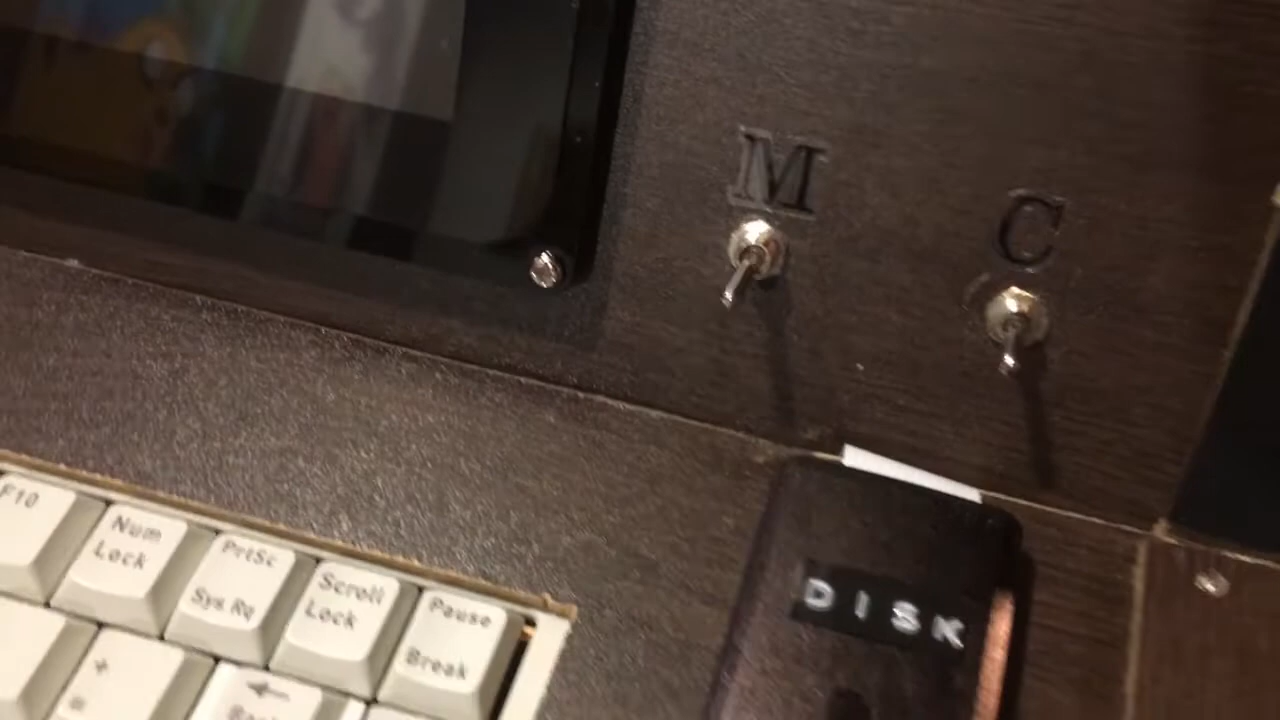 M
C
DISK
F10
Num
Lock
PrtSc
Sys Rq
Scroll
Lock
Pause
Break
+
=
←